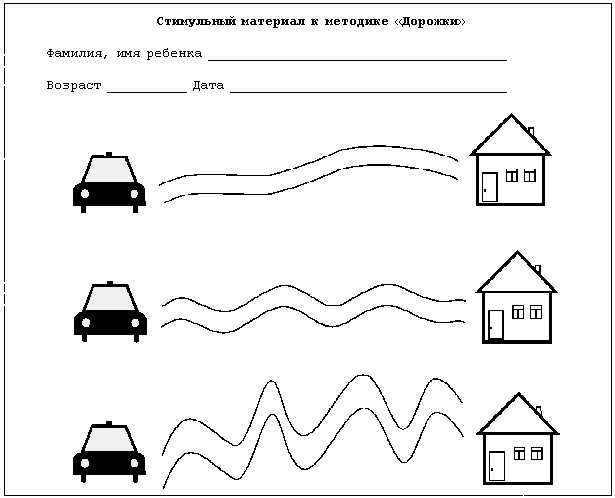 Стимульный материал к методике «Дорожки»
Фамилия, имя ребенка
Возраст Дата